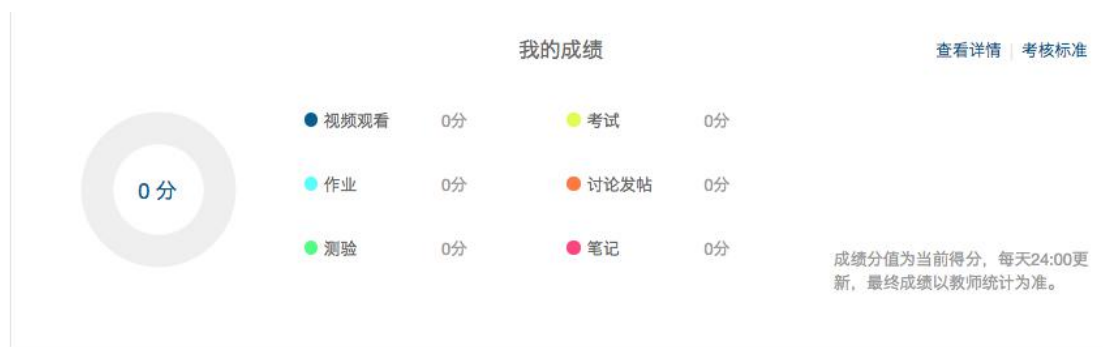 我的成绩
查看详情 | 考核标准
视频观看 0分 考试 0分
0 分
作业 0分 讨论发帖 0分
测验 0分 笔记 0分
成绩分值为当前得分，每天24:00更
新，最终成绩以教师统计为准。